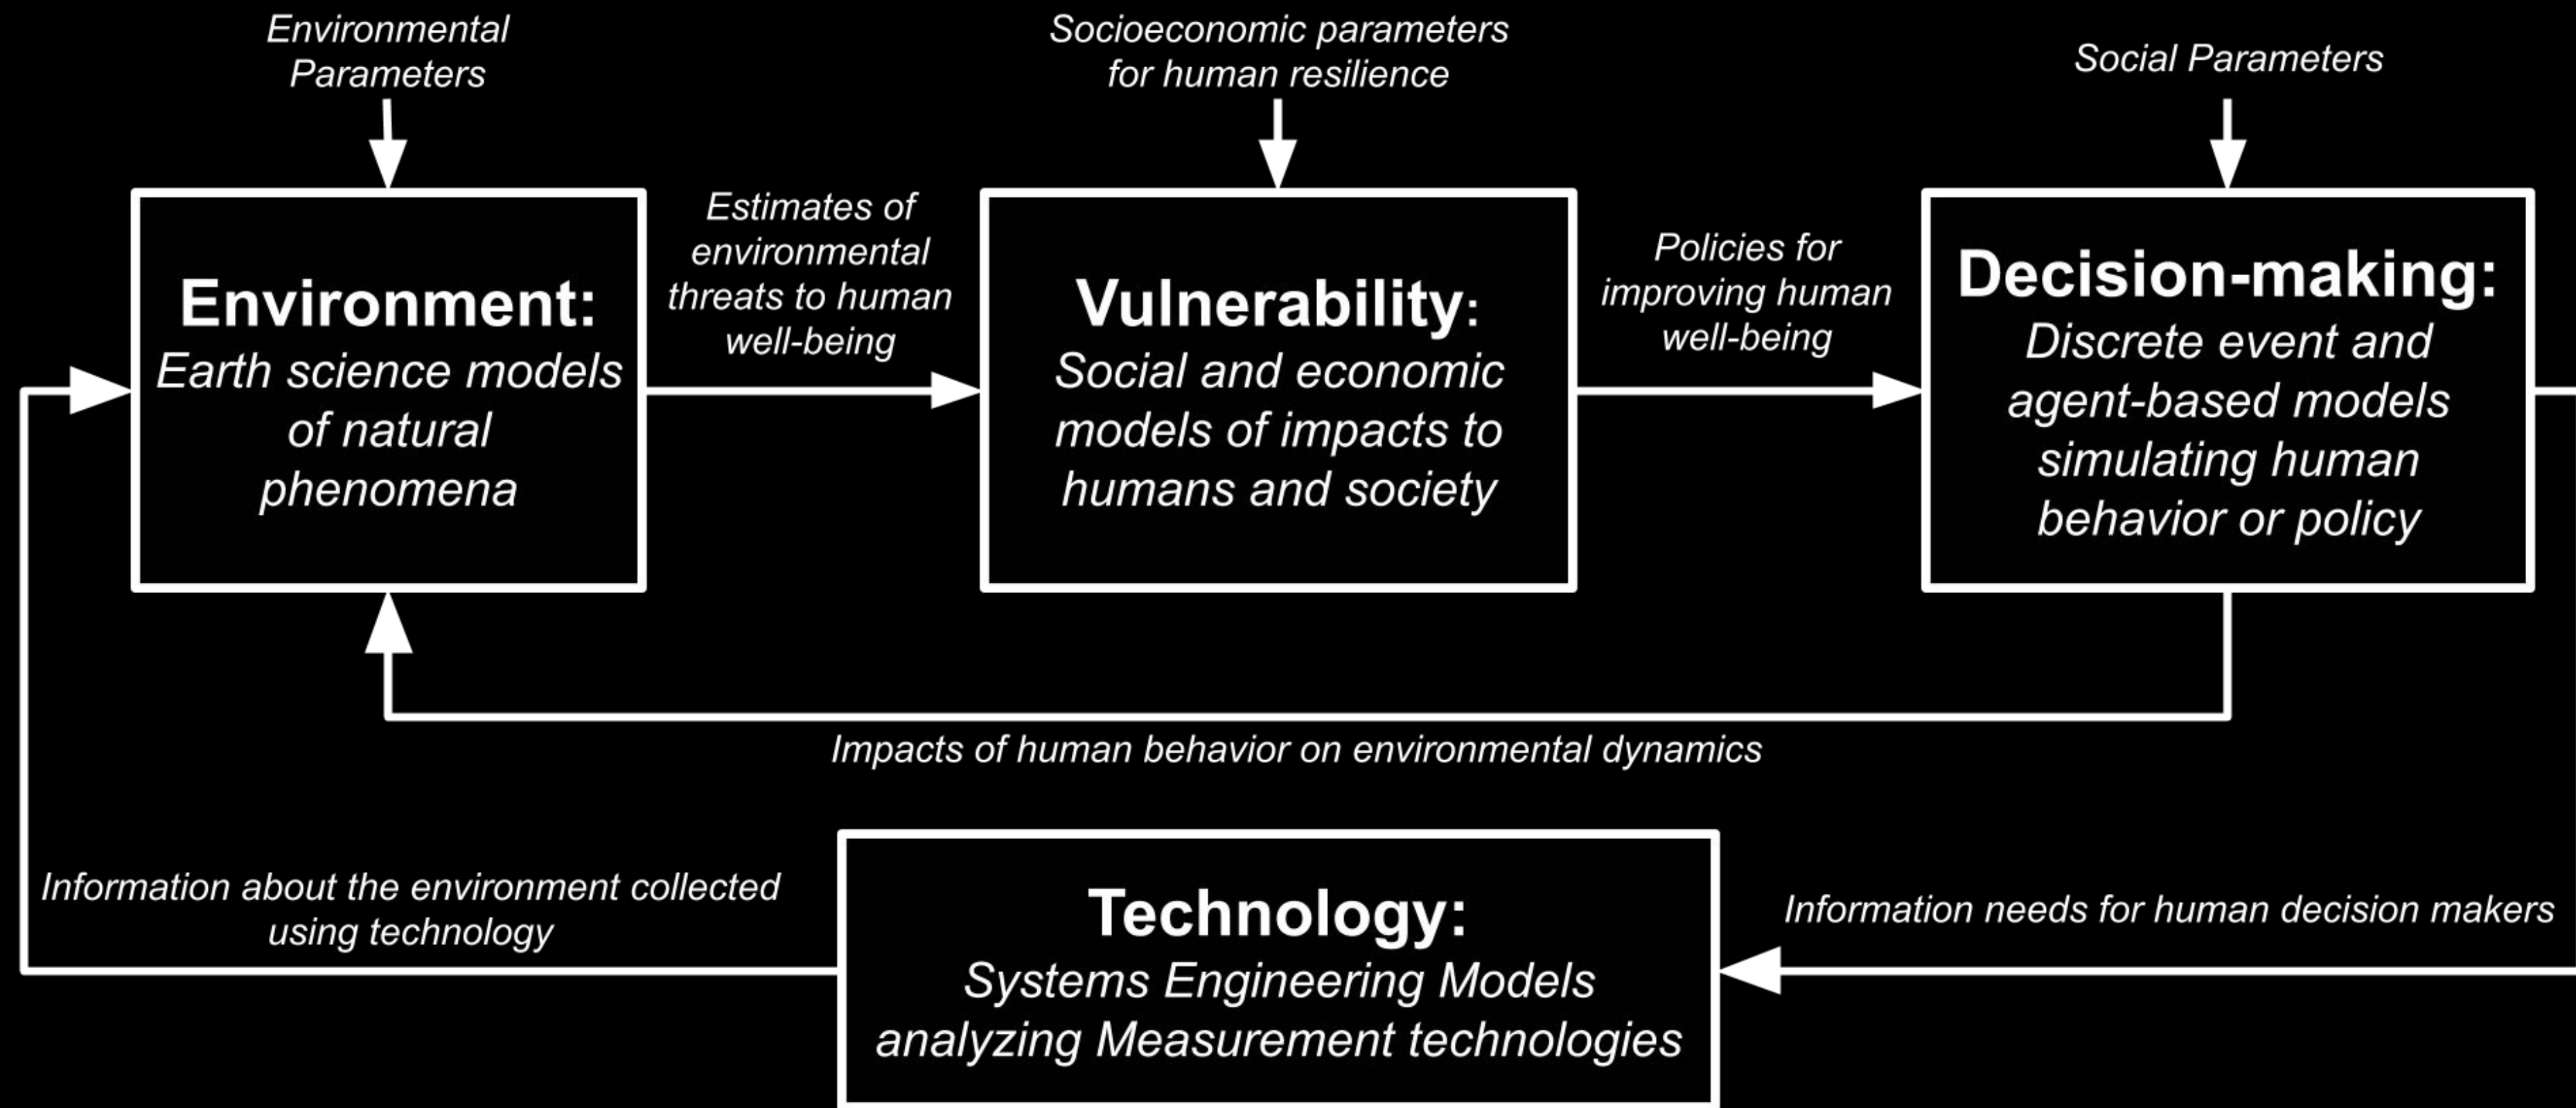 Environmental
Parameters
Socioeconomic parameters
for human resilience
Social Parameters
Environment:
Earth science models
of natural
phenomena
Estimates of
environmental
threats to human
well-being
Vulnerability:
Social and economic
models of impacts to
humans and society
Policies for
improving human
well-being
Decision-making:
Discrete event and
agent-based models
simulating human
behavior or policy
Impacts of human behavior on environmental dynamics
Information about the environment collected
using technology
Technology:
Systems Engineering Models
analyzing Measurement technologies
Information needs for human decision makers